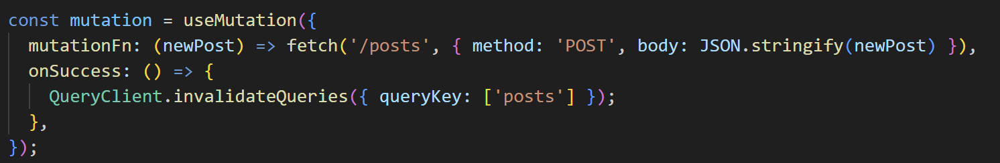 const mutation = useMutation({
  mutationFn: (newPost) => fetch('/posts', { method: 'POST', body: JSON.stringify(newPost) }),
  onSuccess: () => {
    QueryClient.invalidateQueries({ queryKey: ['posts'] });
  },
});